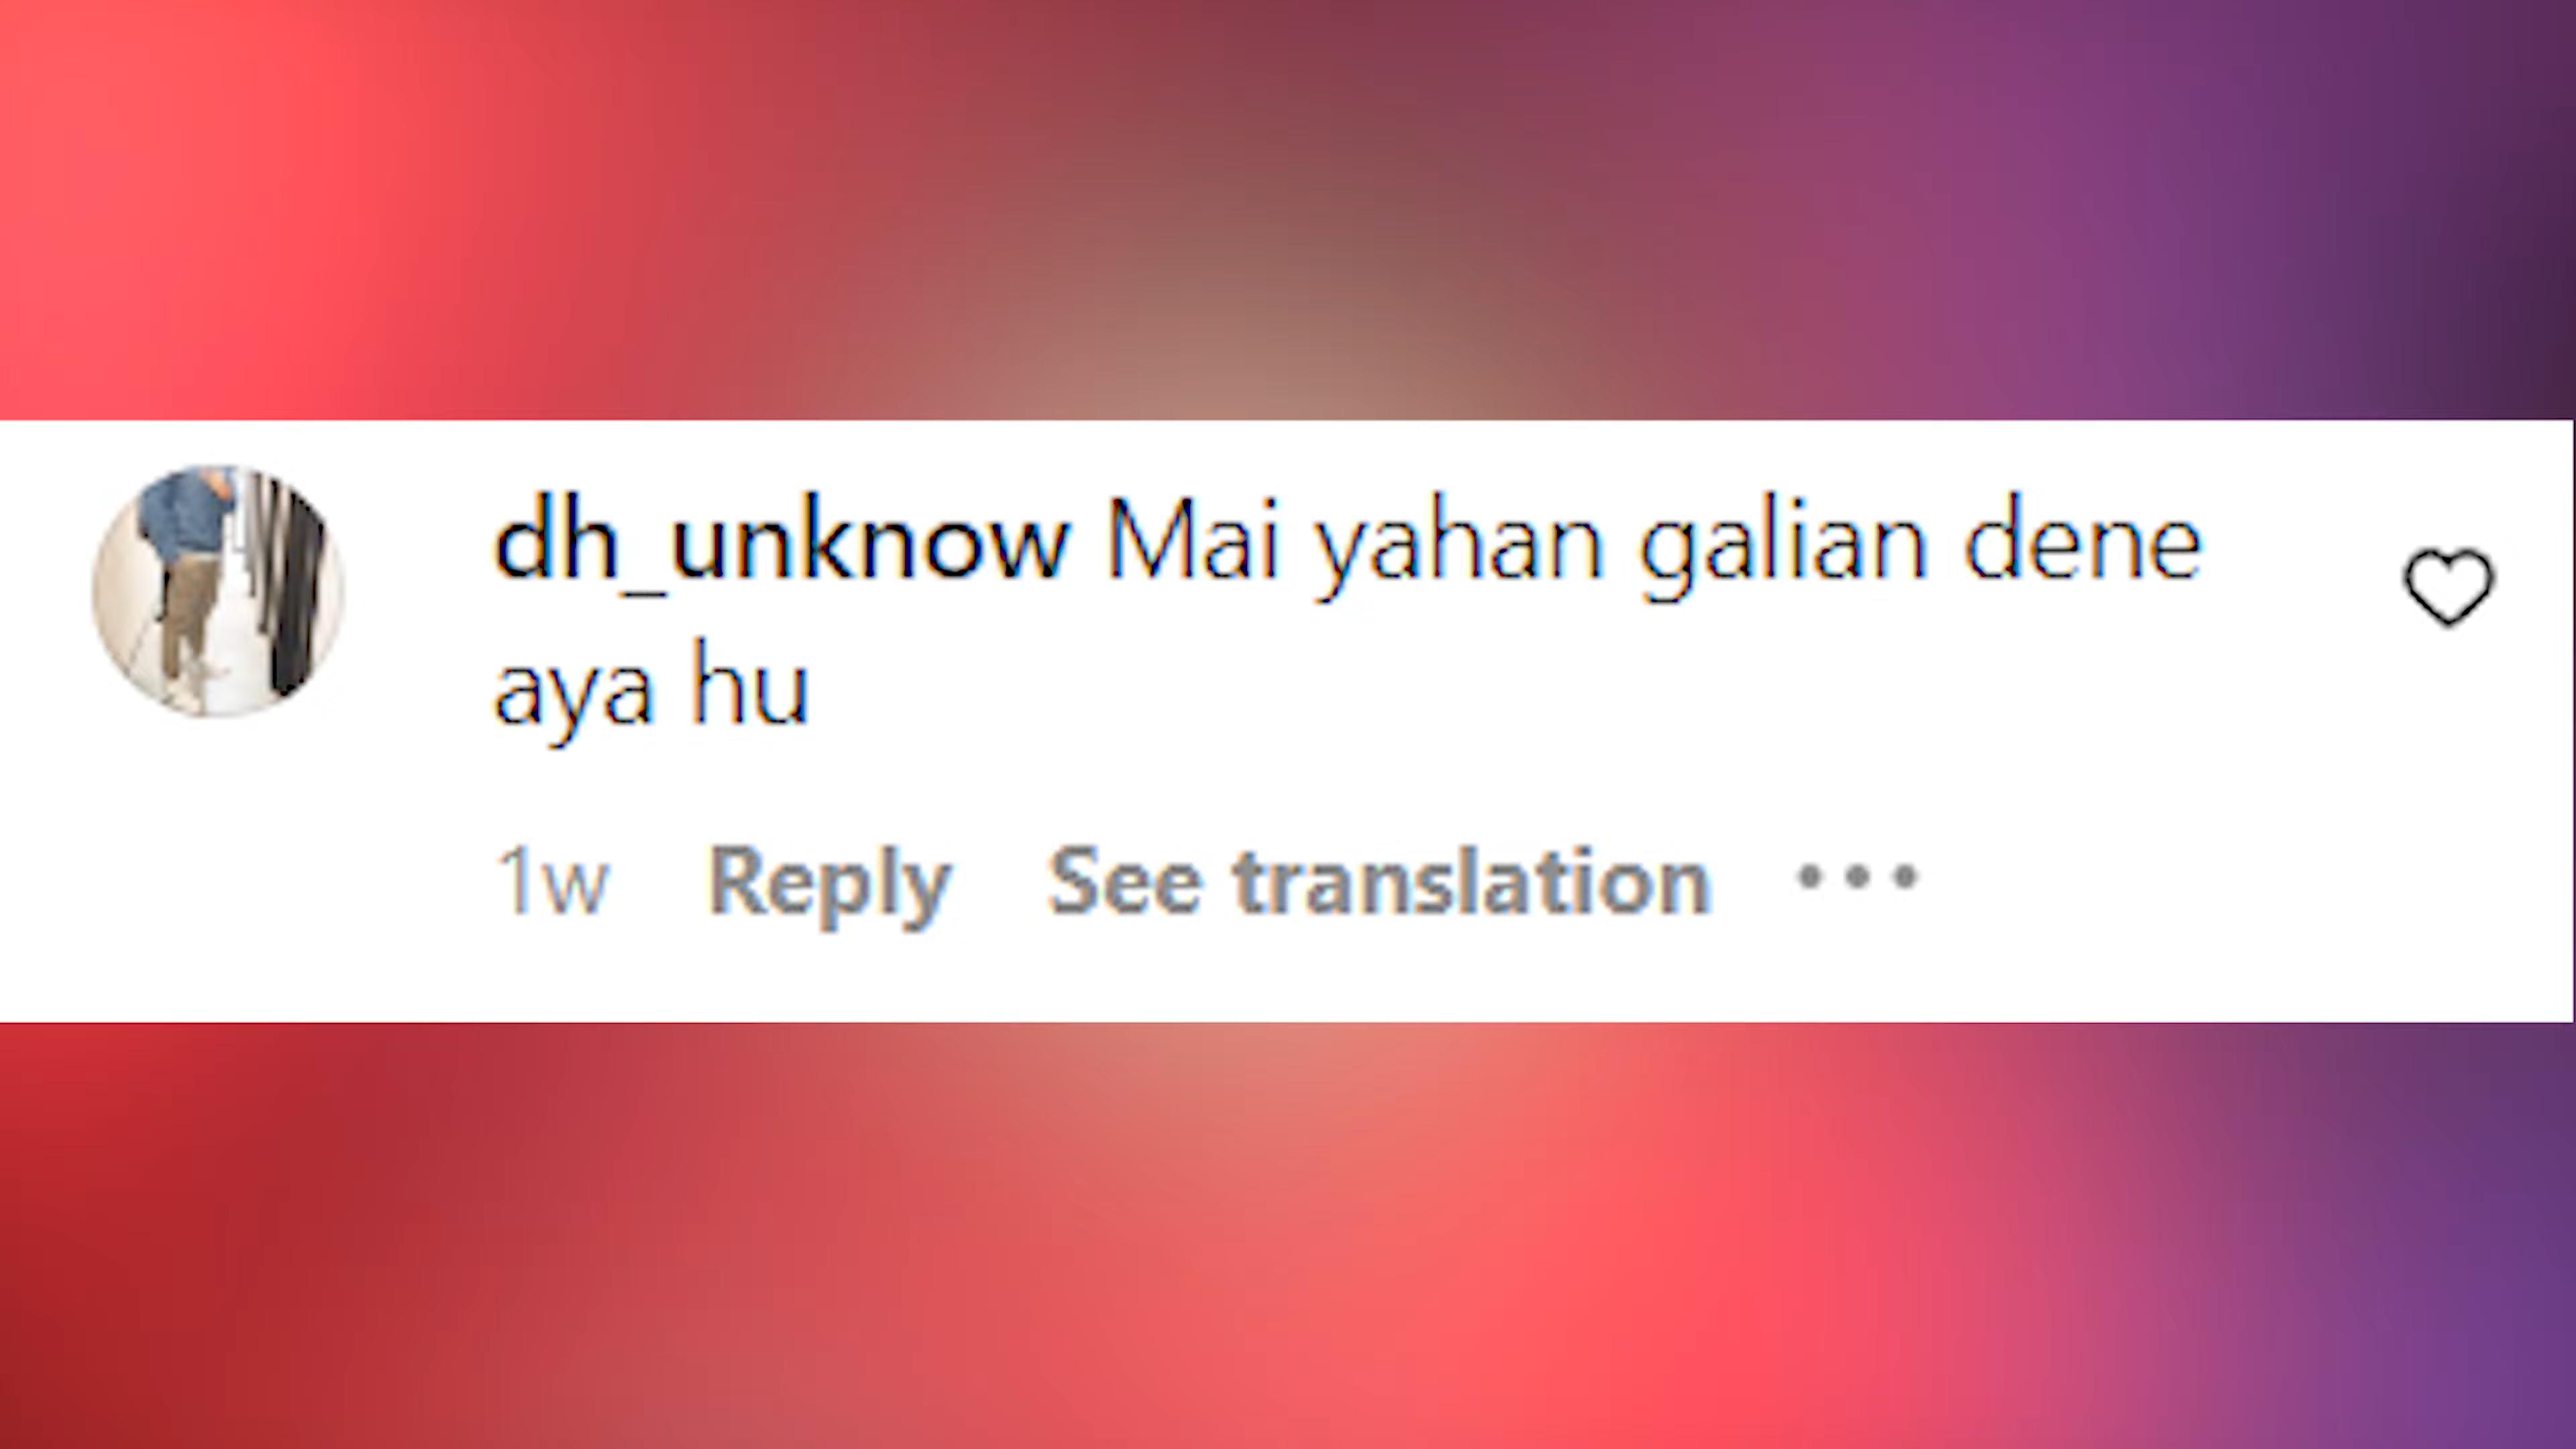 dh_unknow Mai yahan galian dene
aya hu
1w Reply See translation •••